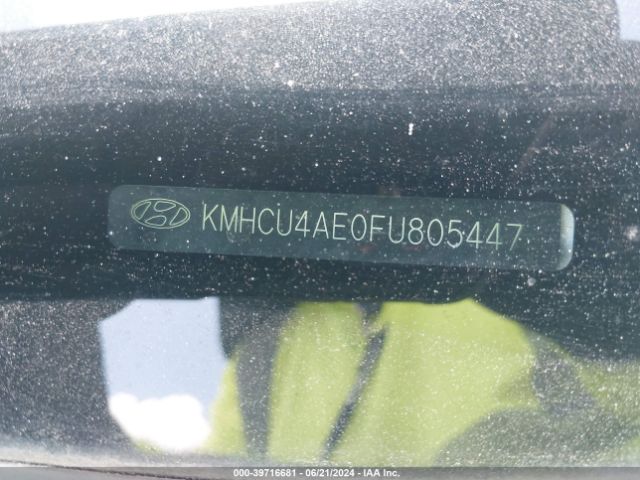 KMHCU4AE0FU805447
000-39716681 - 06/21/2024 - IAA Inc.